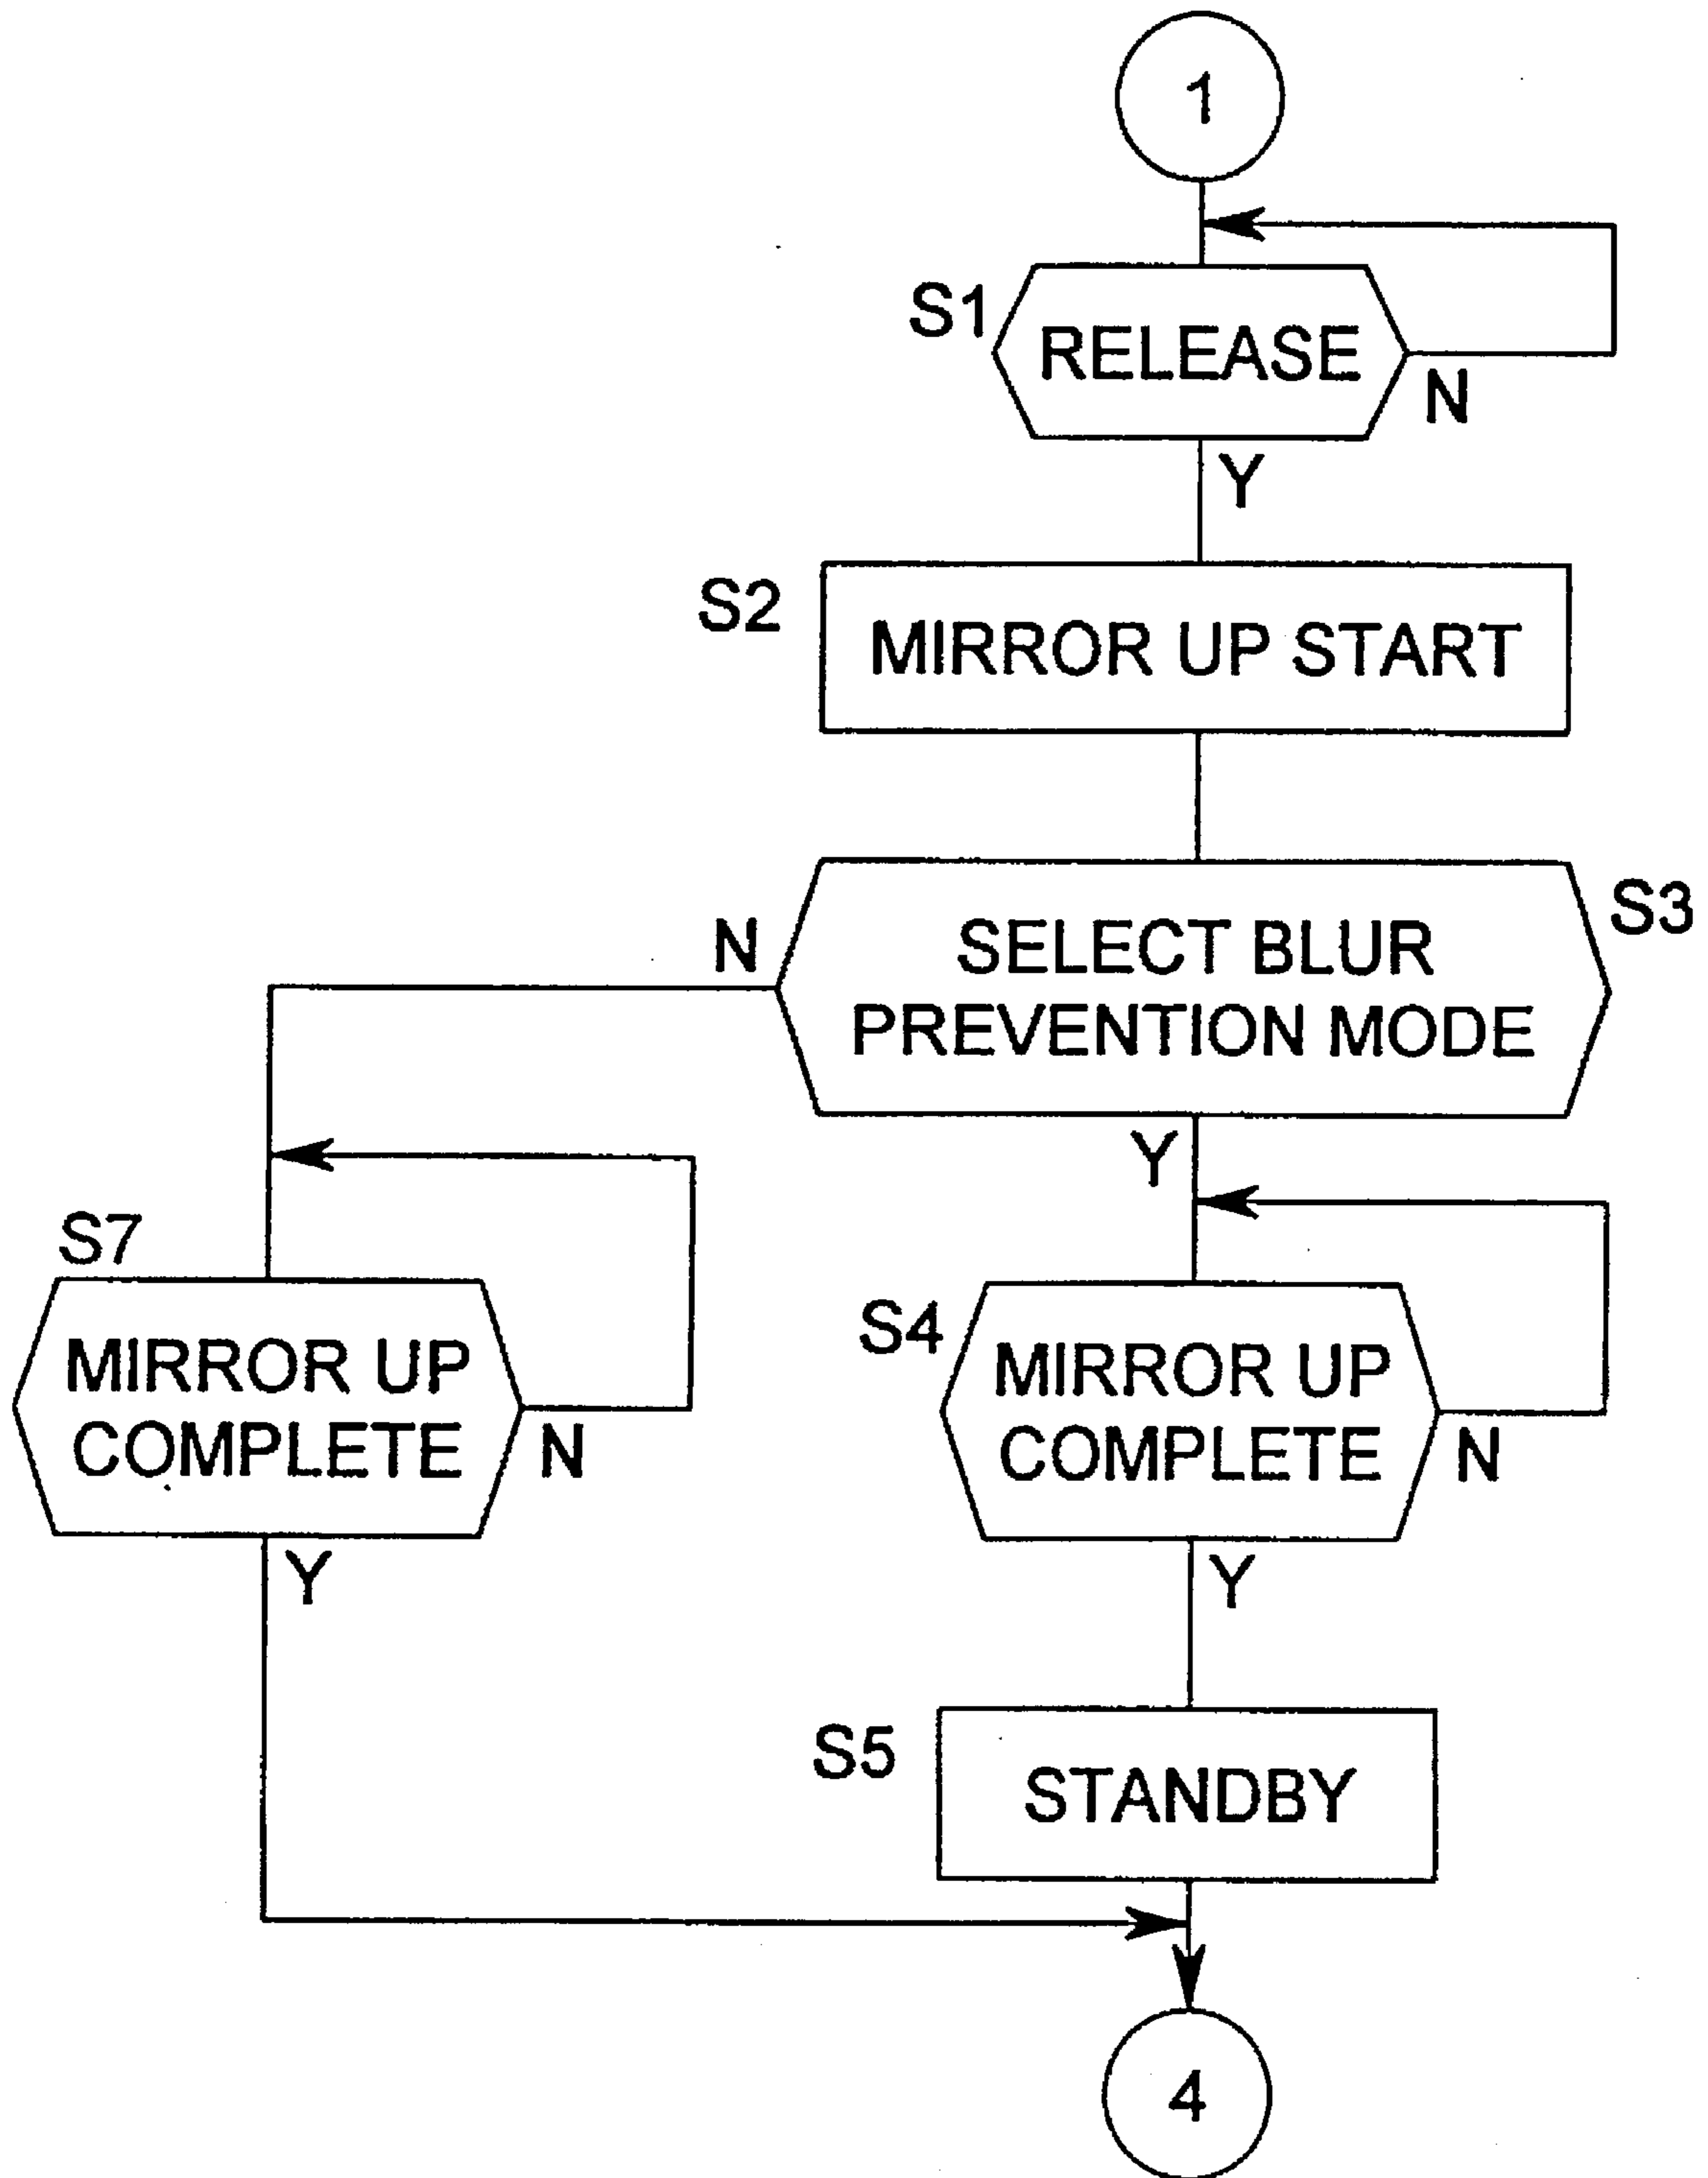 1
S1
RELEASE
N
Y
S2
MIRROR UP START
N
SELECT BLUR
PREVENTION MODE
S3
Y
S7
MIRROR UP
COMPLETE
N
Y
S4
MIRROR UP
COMPLETE
N
Y
S5
STANDBY
4